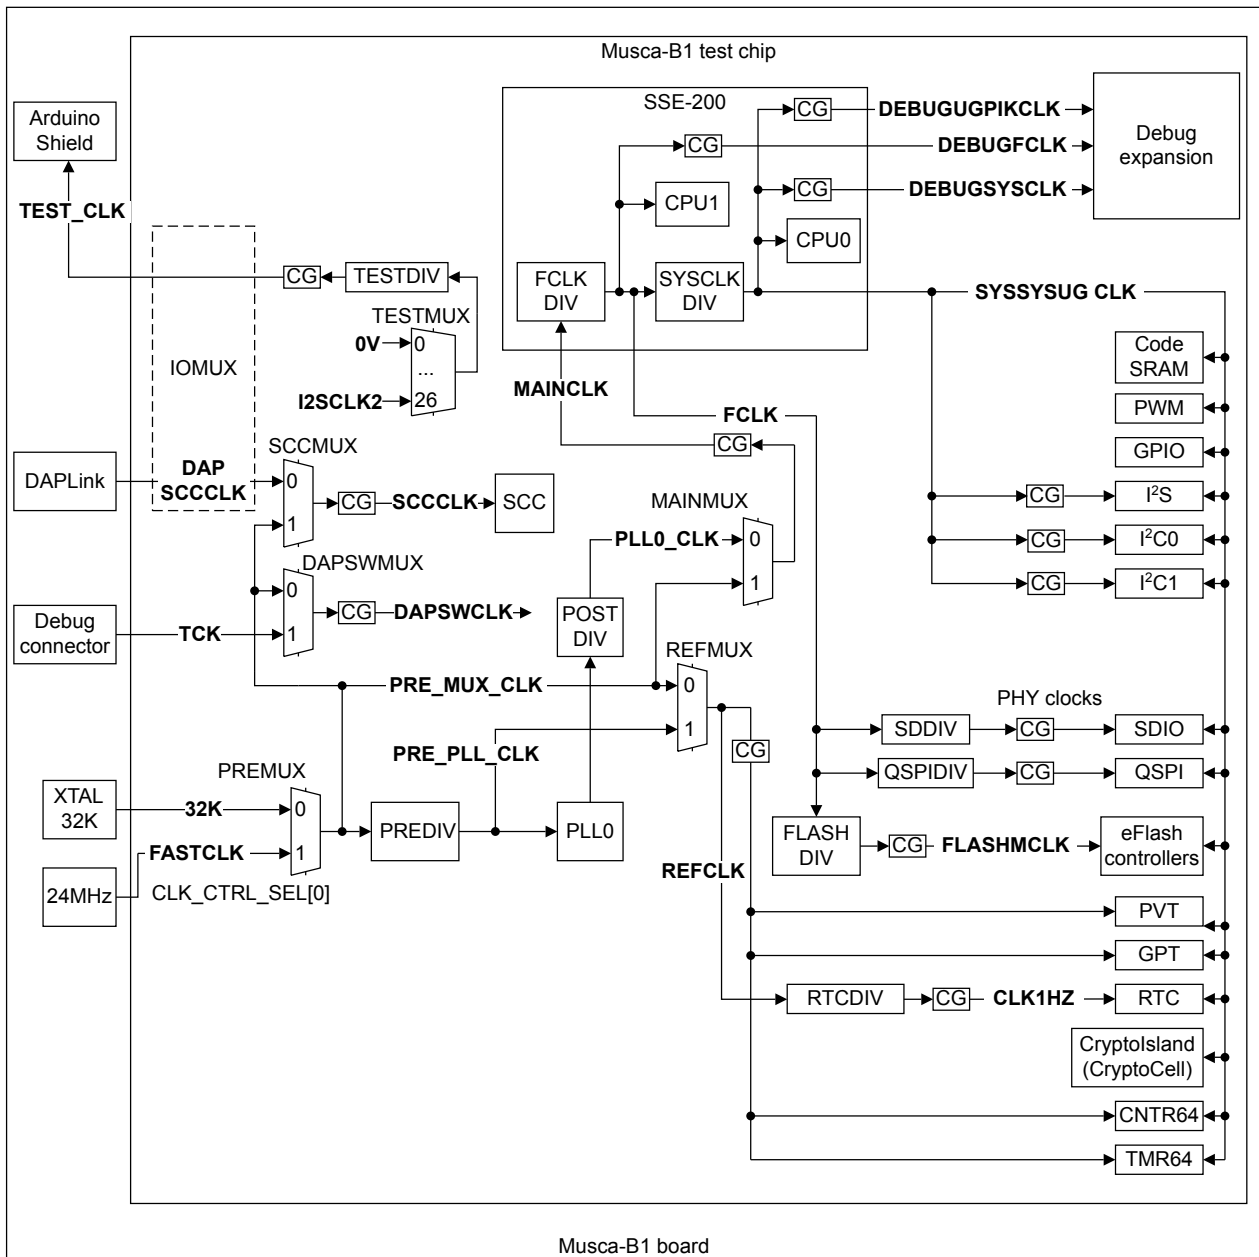 Musca-B1 test chip
SSE-200
Arduino
Shield
CG
DEBUGUGPIKCLK
Debug
expansion
CG
DEBUGFCLK
CPU1
CG
DEBUGSYSCLK
TEST_CLK
CPU0
CG
TESTDIV
FCLK
DIV
SYSCLK
DIV
SYSSYSUG CLK
TESTMUX
0V
0
...
I2SCLK2
26
IOMUX
MAINCLK
Code
SRAM
PWM
FCLK
CG
GPIO
SCCMUX
DAPLink
DAP
SCCCLK
0
1
CG
SCCCLK
SCC
MAINMUX
PLL0_CLK
0
1
CG
I²S
CG
I²C0
CG
I²C1
DAPSWMUX
0
1
CG
DAPSWCLK
Debug
connector
TCK
POST
DIV
REFMUX
PRE_MUX_CLK
0
1
PRE_PLL_CLK
CG
PHY clocks
SDDIV
CG
SDIO
QSPIDIV
CG
QSPI
PREMUX
XTAL
32K
32K
0
FASTCLK
1
24MHz
CLK_CTRL_SEL[0]
PREDIV
PLL0
FLASH
DIV
CG
FLASHMCLK
eFlash
controllers
REFCLK
PVT
GPT
RTCDIV
CG
CLK1HZ
RTC
CryptoIsland
(CryptoCell)
CNTR64
TMR64
Musca-B1 board